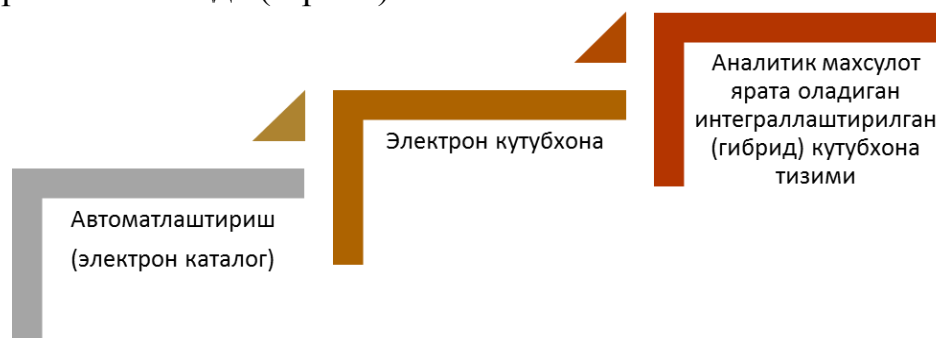 Автоматлаштириш
(электрон каталог)
Электрон кутубхона
Аналитик махсулот
ярата оладиган
интеграллаштирилган
(гибрид) кутубхона
тизими